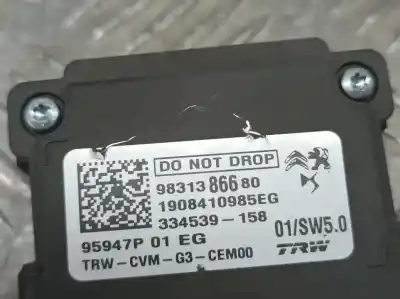 DO NOT DROP
98313 866 80
1908410985EG
334539-158
95947P 01 EG
01/SW5.0
TRW-CVM-G3-CEM00
TRW